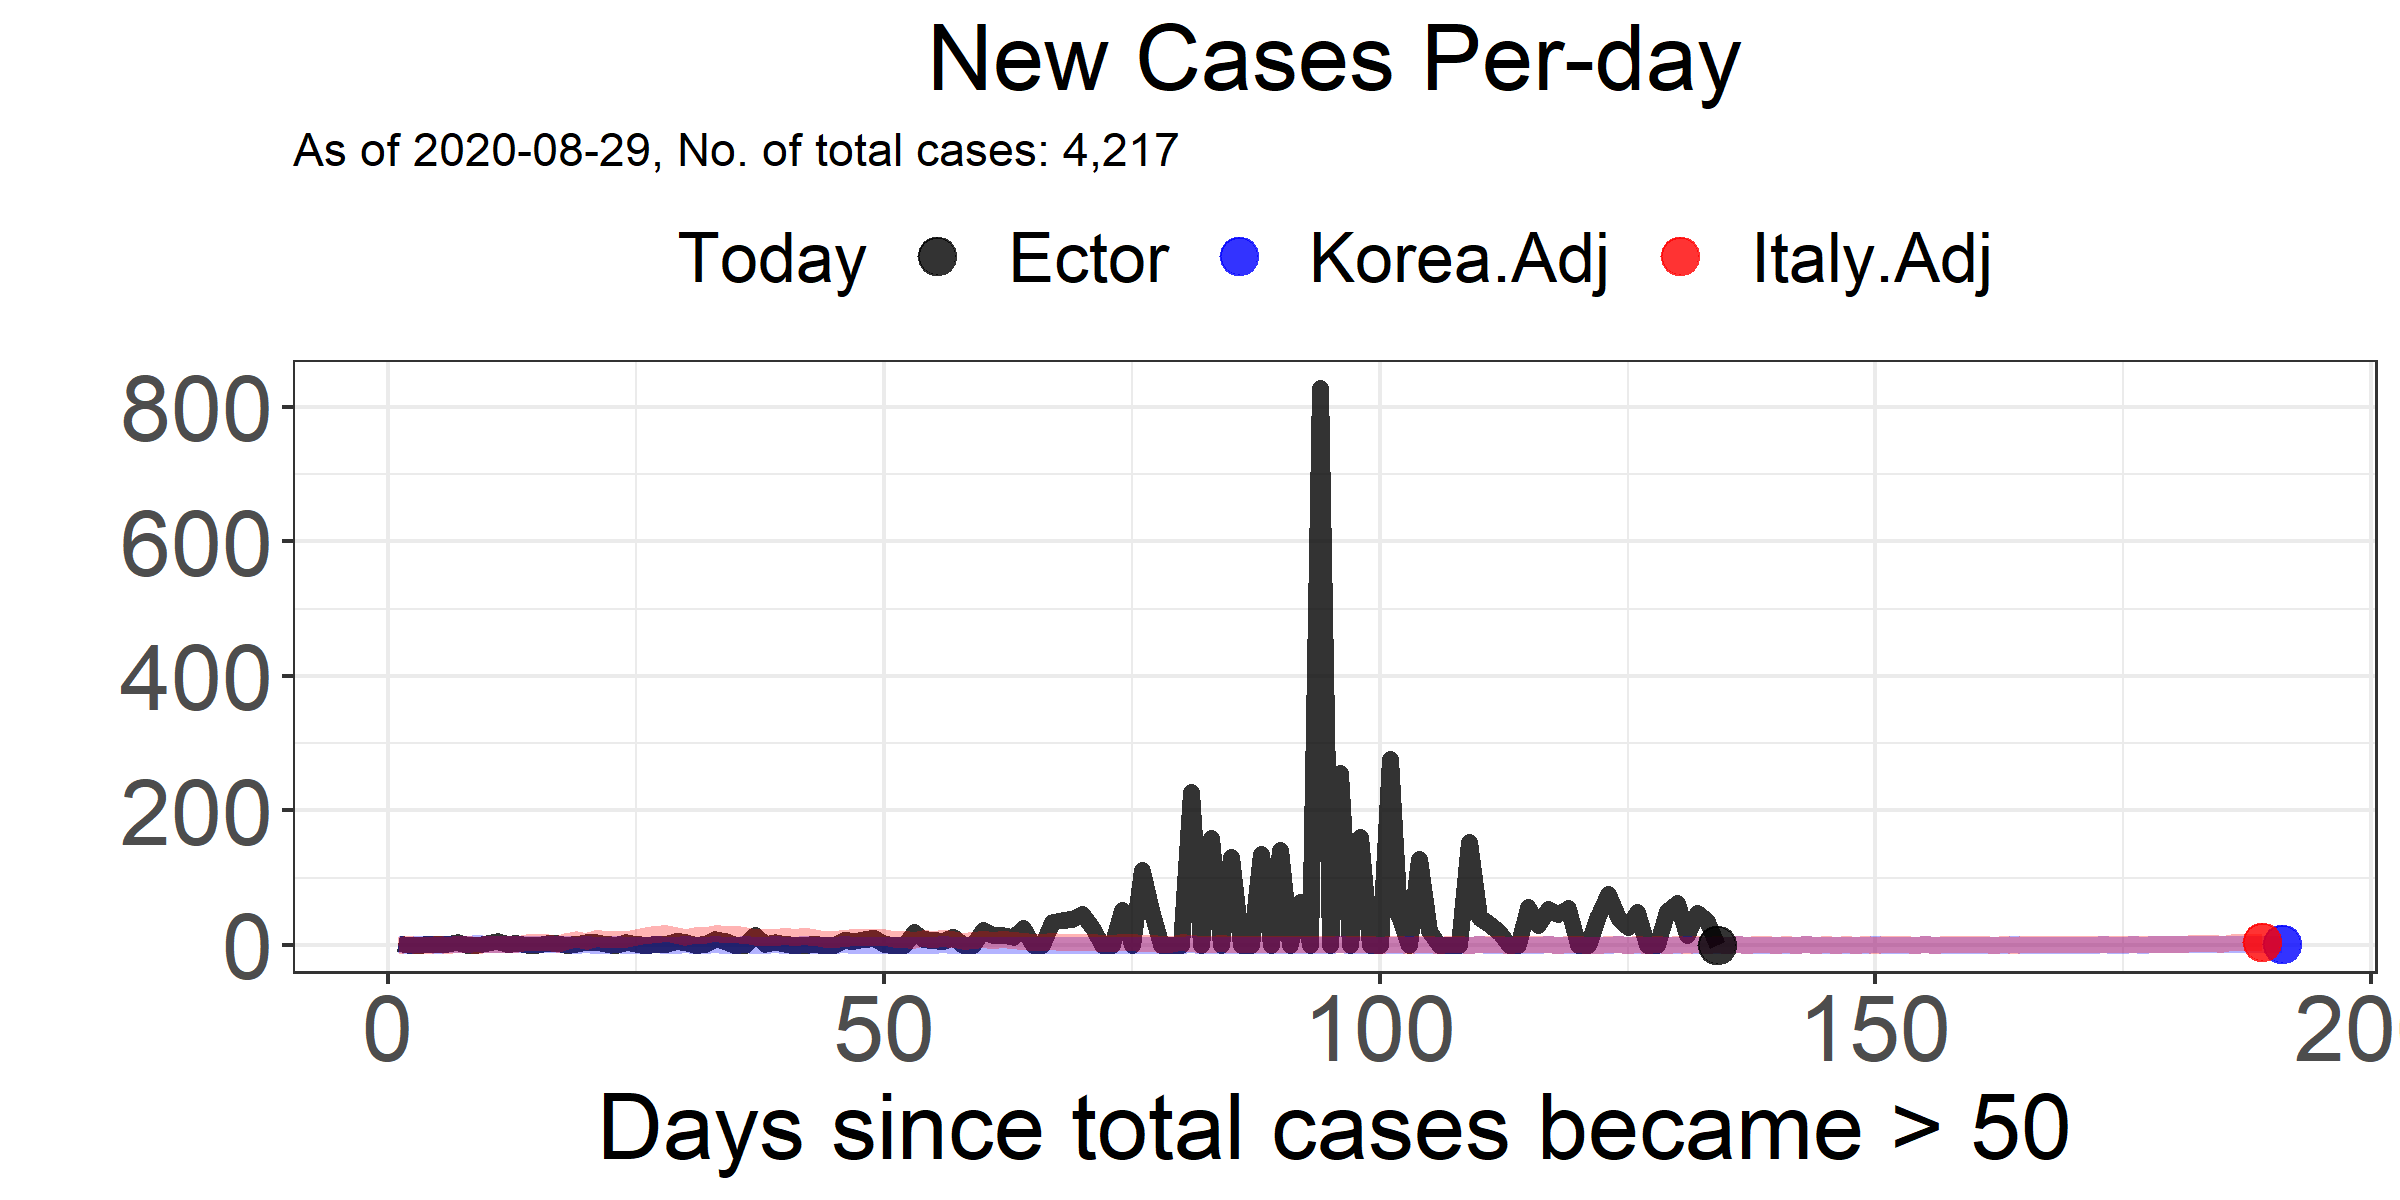 New Cases Per-day
As of 2020-08-29, No. of total cases: 4,217
Today Ector Korea.Adj Italy.Adj
800
600
400
200
0
0 50 100 150 20
Days since total cases became > 50